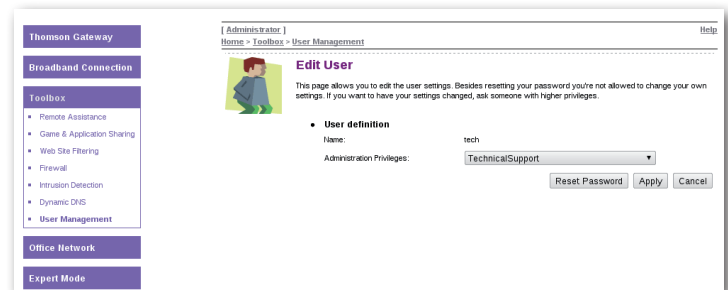 Thomson Gateway
Broadband Connection
Toolbox
Remote Assistance
Game & Application Sharing
Web Site Filtering
Firewall
Intrusion Detection
Dynamic DNS
User Management
Office Network
Expert Mode
[ Administrator ]
Help
Home > Toolbox > User Management
Edit User
This page allows you to edit the user settings. Besides resetting your password you're not allowed to change your own
settings. If you want to have your settings changed, ask someone with higher privileges.
User definition
Name: tech
Administration Privileges: TechnicalSupport
Reset Password Apply Cancel